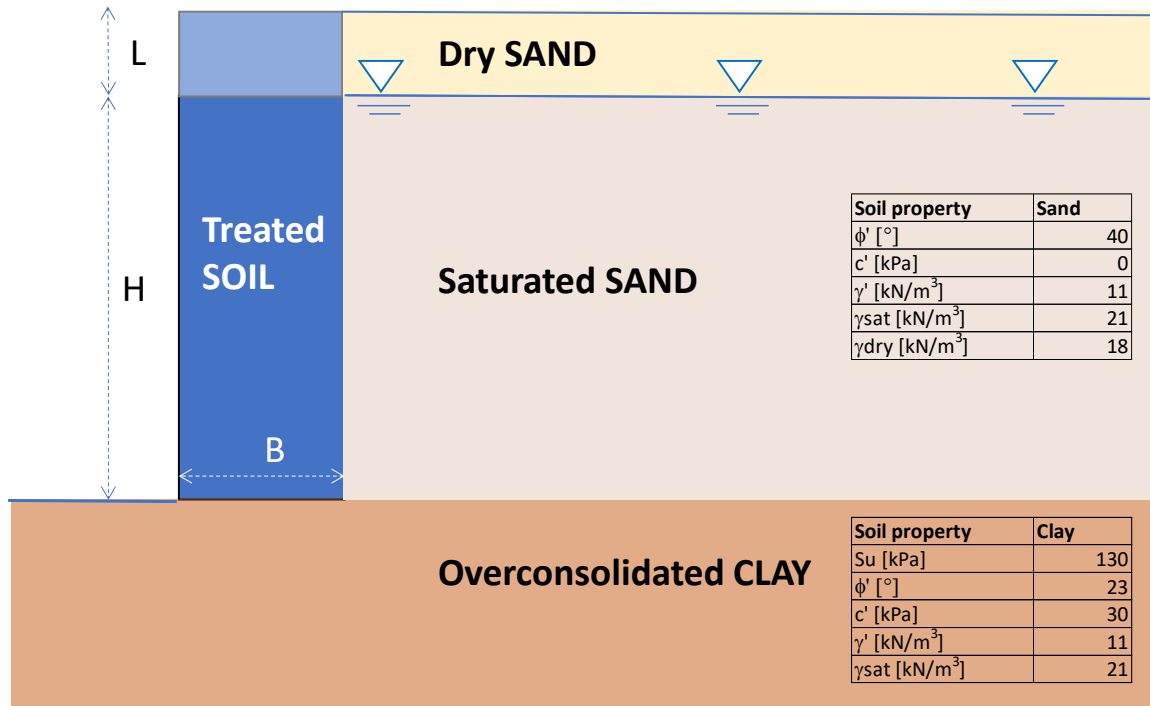 L
Dry SAND
H
Treated
SOIL
Saturated SAND
B
Soil property Sand
ϕ' [°] 40
c' [kPa] 0
γ' [kN/m³] 11
γsat [kN/m³] 21
γdry [kN/m³] 18
Overconsolidated CLAY
Soil property Clay
Su [kPa] 130
ϕ' [°] 23
c' [kPa] 30
γ' [kN/m³] 11
γsat [kN/m³] 21